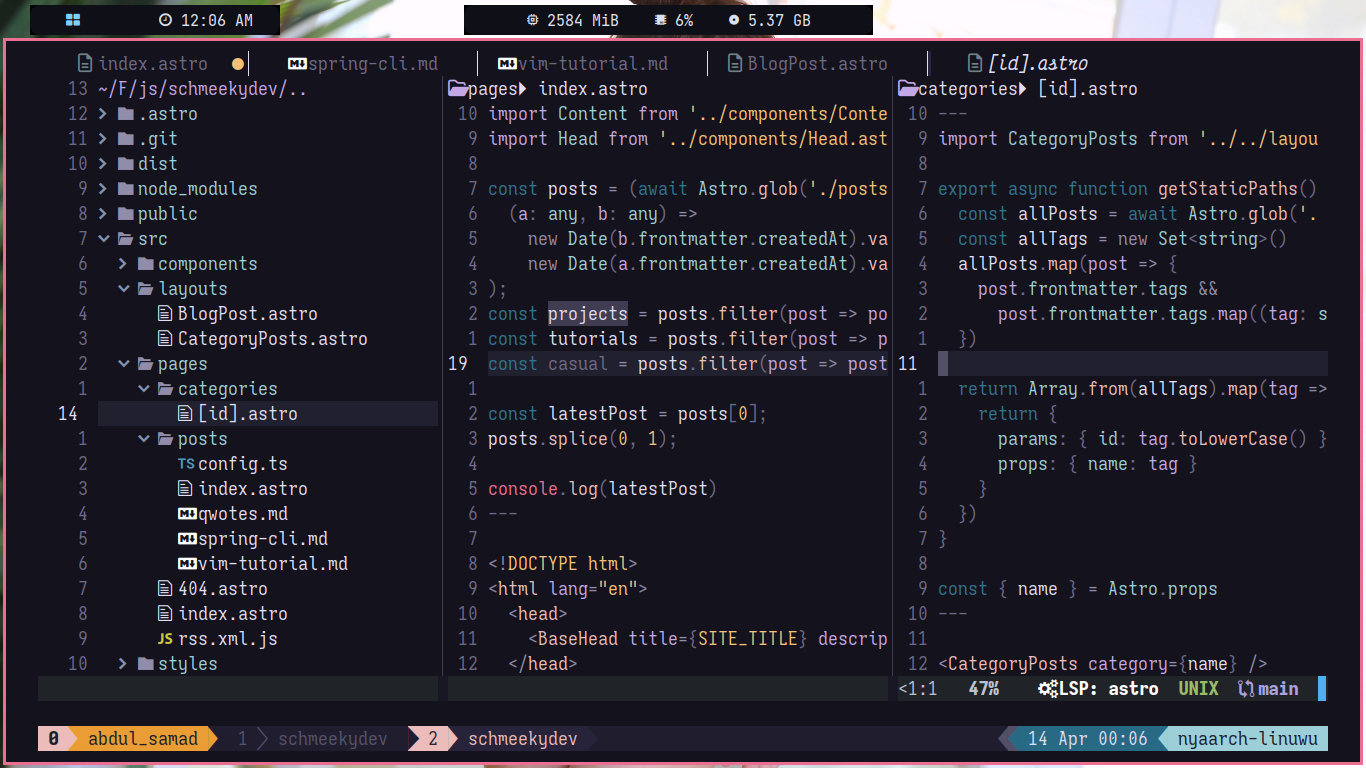 12:06 AM
2584 MiB 6% 5.37 GB
index.astro spring-cli.md vim-tutorial.md BlogPost.astro [id].astro
13 ~/F/js/schmeekydev/..
12 .astro
11 .git
10 dist
9 node_modules
8 public
7 src
6 components
5 layouts
4 BlogPost.astro
3 CategoryPosts.astro
2 pages
1 categories
14 [id].astro
1 posts
2 TS config.ts
3 index.astro
4 qwotes.md
5 spring-cli.md
6 vim-tutorial.md
7 404.astro
8 index.astro
9 JS rss.xml.js
10 styles
pages index.astro
10 import Content from '../components/Conte
9 import Head from '../components/Head.ast
8
7 const posts = (await Astro.glob('./posts
6 (a: any, b: any) =>
5 new Date(b.frontmatter.createdAt).va
4 new Date(a.frontmatter.createdAt).va
3 );
2 const projects = posts.filter(post => po
1 const tutorials = posts.filter(post => p
19 const casual = posts.filter(post => post
1
2 const latestPost = posts[0];
3 posts.splice(0, 1);
4
5 console.log(latestPost)
6 ---
7
8 <!DOCTYPE html>
9 <html lang="en">
10 <head>
11 <BaseHead title={SITE_TITLE} descrip
12 </head>
categories [id].astro
10 ---
9 import CategoryPosts from '../../layou
8
7 export async function getStaticPaths()
6 const allPosts = await Astro.glob('.
5 const allTags = new Set<string>()
4 allPosts.map(post => {
3 post.frontmatter.tags &&
2 post.frontmatter.tags.map((tag: s
1 })
11
1 return Array.from(allTags).map(tag =>
2 return {
3 params: { id: tag.toLowerCase() }
4 props: { name: tag }
5 }
6 })
7 }
8
9 const { name } = Astro.props
10 ---
11
12 <CategoryPosts category={name} />
<1:1 47% LSP: astro UNIX main
0 abdul_samad 1 schmeekydev 2 schmeekydev 14 Apr 00:06 nyaarch-linuwu